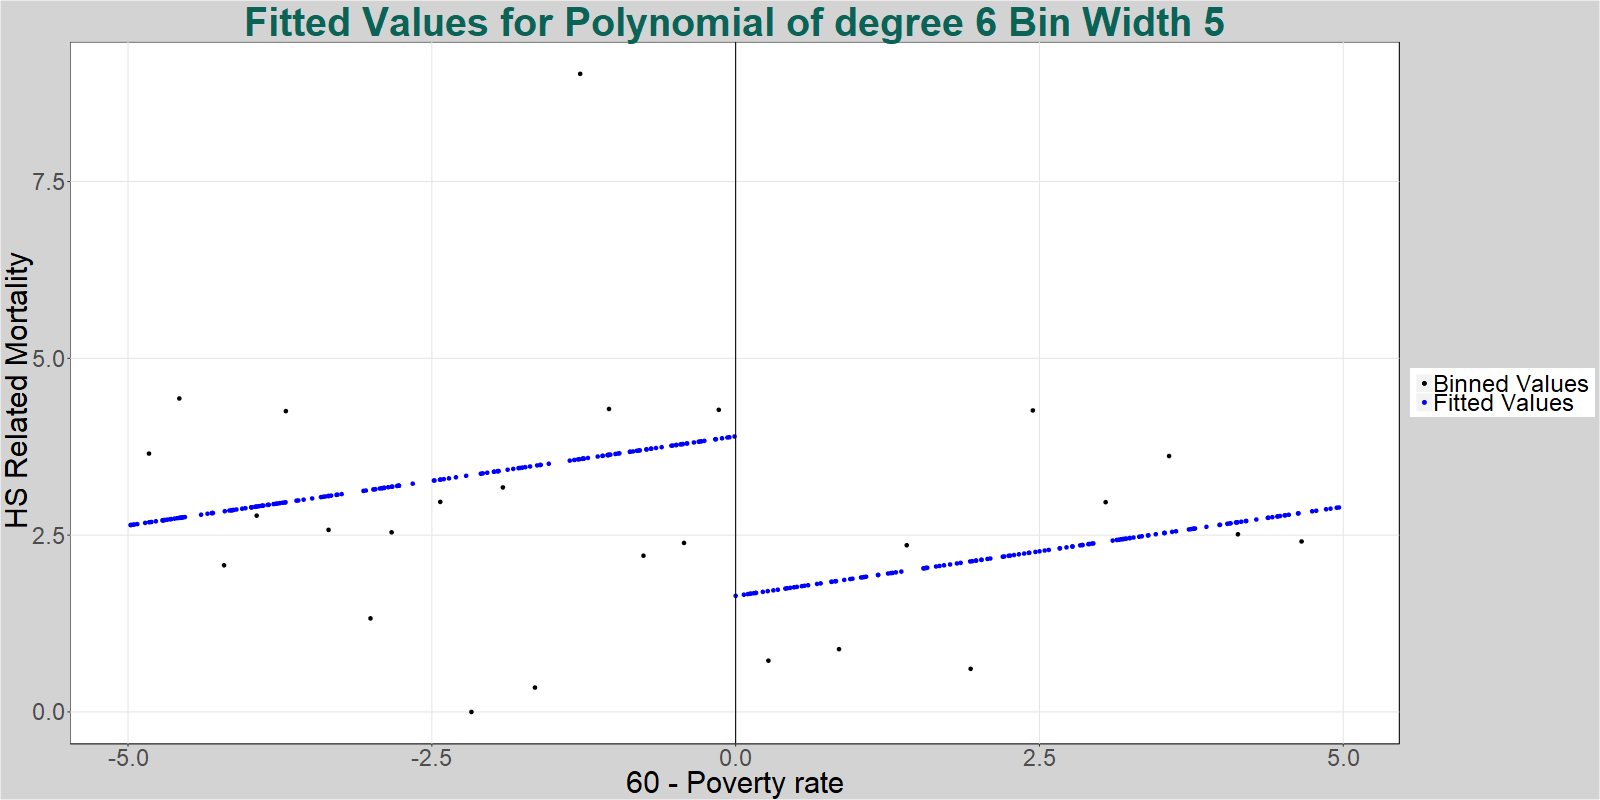 Fitted Values for Polynomial of degree 6 Bin Width 5
HS Related Mortality
7.5
5.0
2.5
0.0
-5.0 -2.5 0.0 2.5 5.0
60 - Poverty rate
Binned Values
Fitted Values